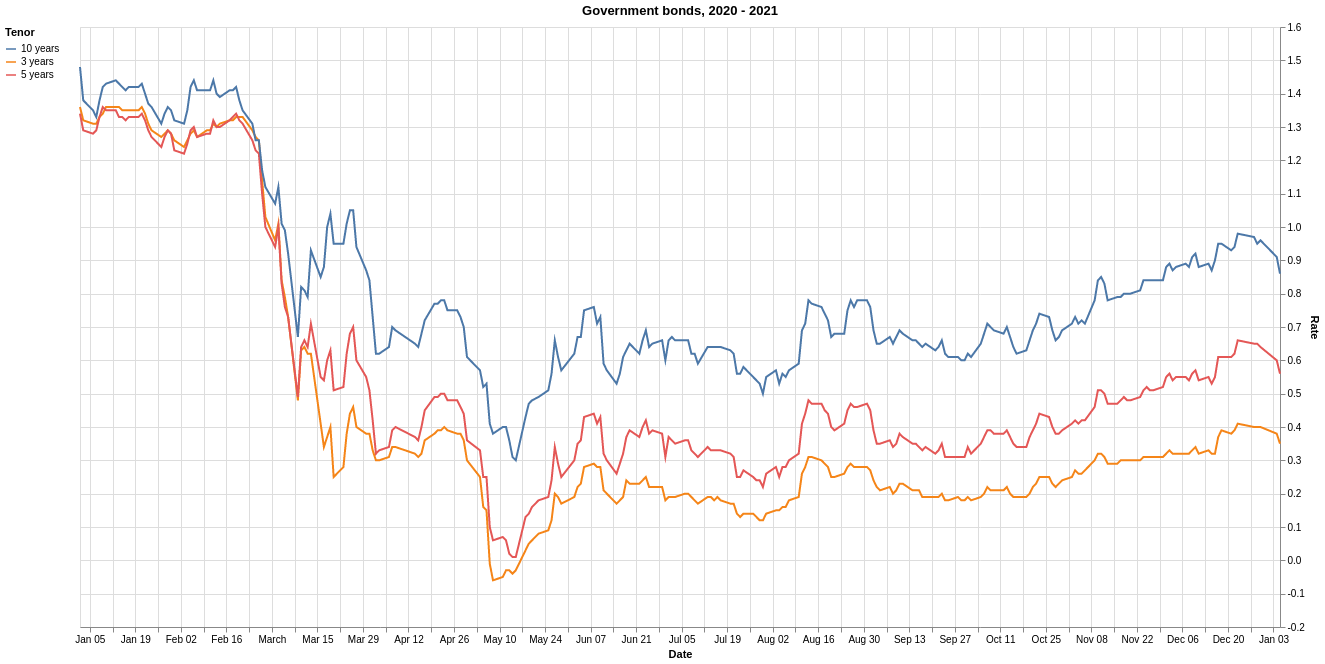 Government bonds, 2020 - 2021
Tenor
10 years
3 years
5 years
1.6
1.5
1.4
1.3
1.2
1.1
1.0
0.9
0.8
0.7
0.6
0.5
0.4
0.3
0.2
0.1
0.0
-0.1
-0.2
Rate
Jan 05 Jan 19 Feb 02 Feb 16 March Mar 15 Mar 29 Apr 12 Apr 26 May 10 May 24 Jun 07 Jun 21 Jul 05 Jul 19 Aug 02 Aug 16 Aug 30 Sep 13 Sep 27 Oct 11 Oct 25 Nov 08 Nov 22 Dec 06 Dec 20 Jan 03
Date